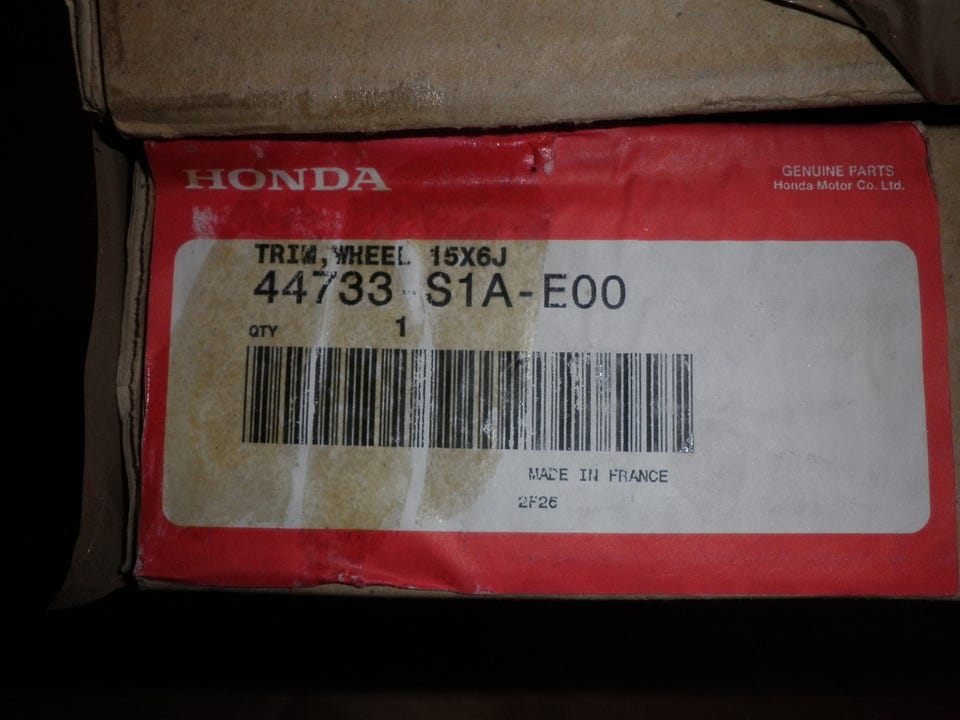 HONDA
GENUINE PARTS
Honda Motor Co. Ltd.
TRIM, WHEEL 15X6J
44733-S1A-E00
QTY 1
MADE IN FRANCE
2F26